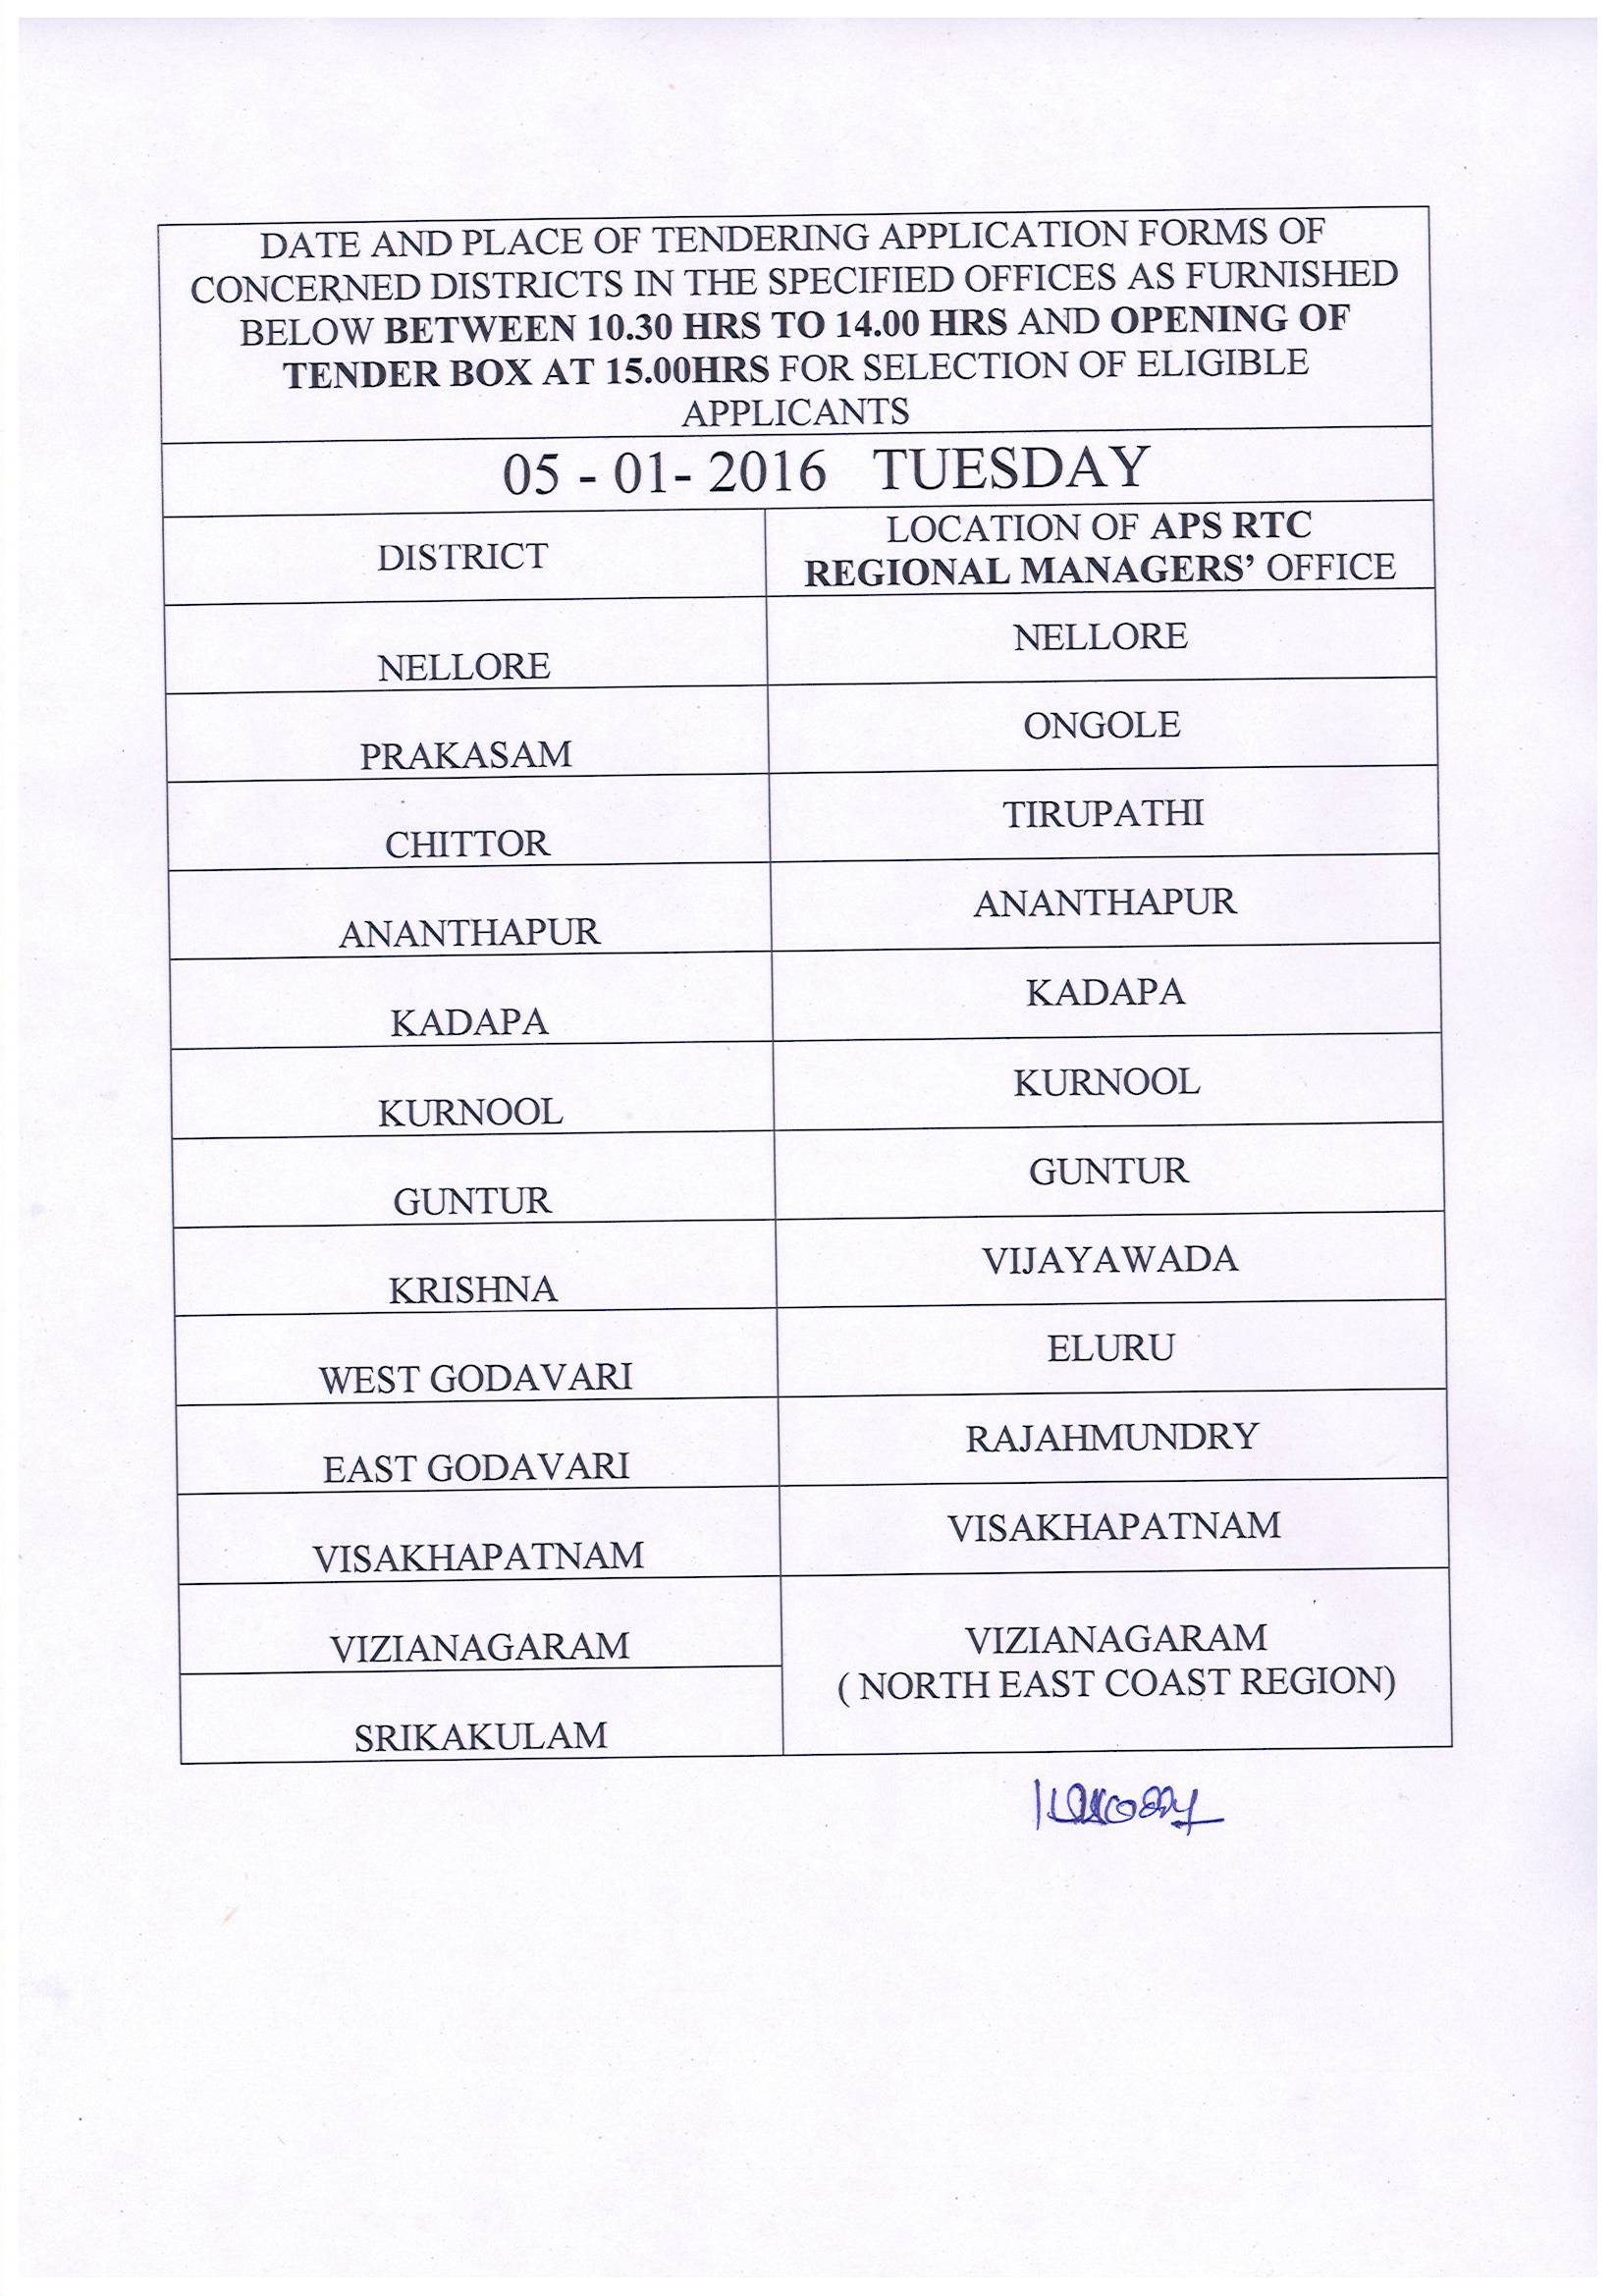 DATE AND PLACE OF TENDERING APPLICATION FORMS OF
CONCERNED DISTRICTS IN THE SPECIFIED OFFICES AS FURNISHED
BELOW BETWEEN 10.30 HRS TO 14.00 HRS AND OPENING OF
TENDER BOX AT 15.00HRS FOR SELECTION OF ELIGIBLE
APPLICANTS
05 - 01- 2016 TUESDAY
DISTRICT
LOCATION OF APS RTC
REGIONAL MANAGERS’ OFFICE
NELLORE
NELLORE
PRAKASAM
ONGOLE
CHITTOR
TIRUPATHI
ANANTHAPUR
ANANTHAPUR
KADAPA
KADAPA
KURNOOL
KURNOOL
GUNTUR
GUNTUR
KRISHNA
VIJAYAWADA
WEST GODAVARI
ELURU
EAST GODAVARI
RAJAHMUNDRY
VISAKHAPATNAM
VISAKHAPATNAM
VIZIANAGARAM
VIZIANAGARAM
( NORTH EAST COAST REGION)
SRIKAKULAM